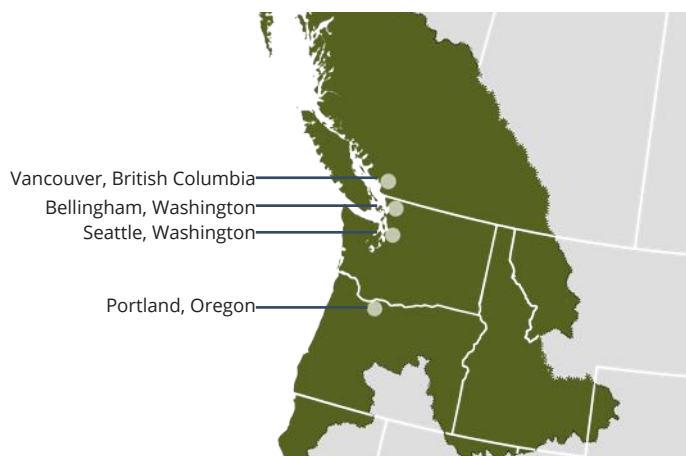 Vancouver, British Columbia
Bellingham, Washington
Seattle, Washington
Portland, Oregon